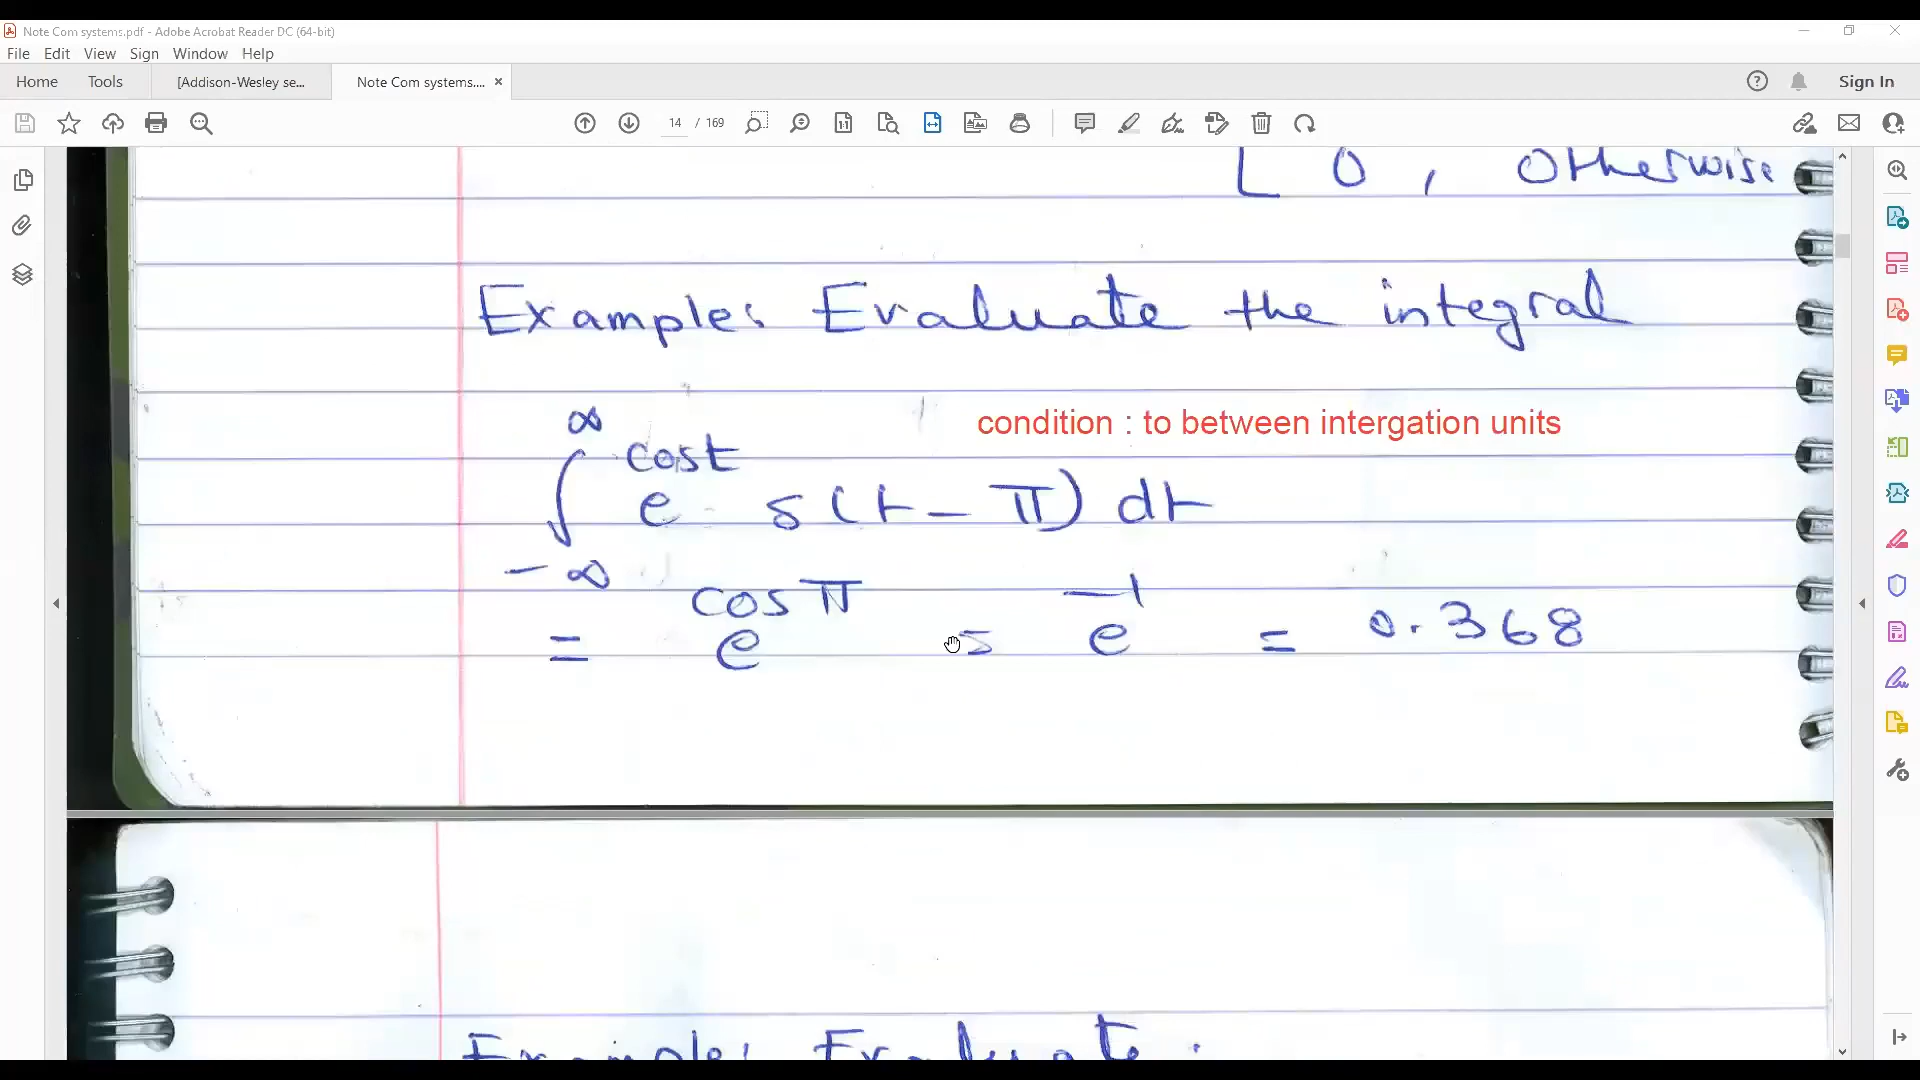 Note Com systems.pdf - Adobe Acrobat Reader DC (64-bit)
File Edit View Sign Window Help
Home Tools [Addison-Wesley se... Note Com systems.... ×
Sign In
14 / 169
0 , Otherwise
Example: Evaluate the integral
condition : to between intergation units
∫_{-∞}^{∞} e^{cos t} δ(t - π) dt
= e^{cos π} = e^{-1} = 0.368
Example: Evaluate :